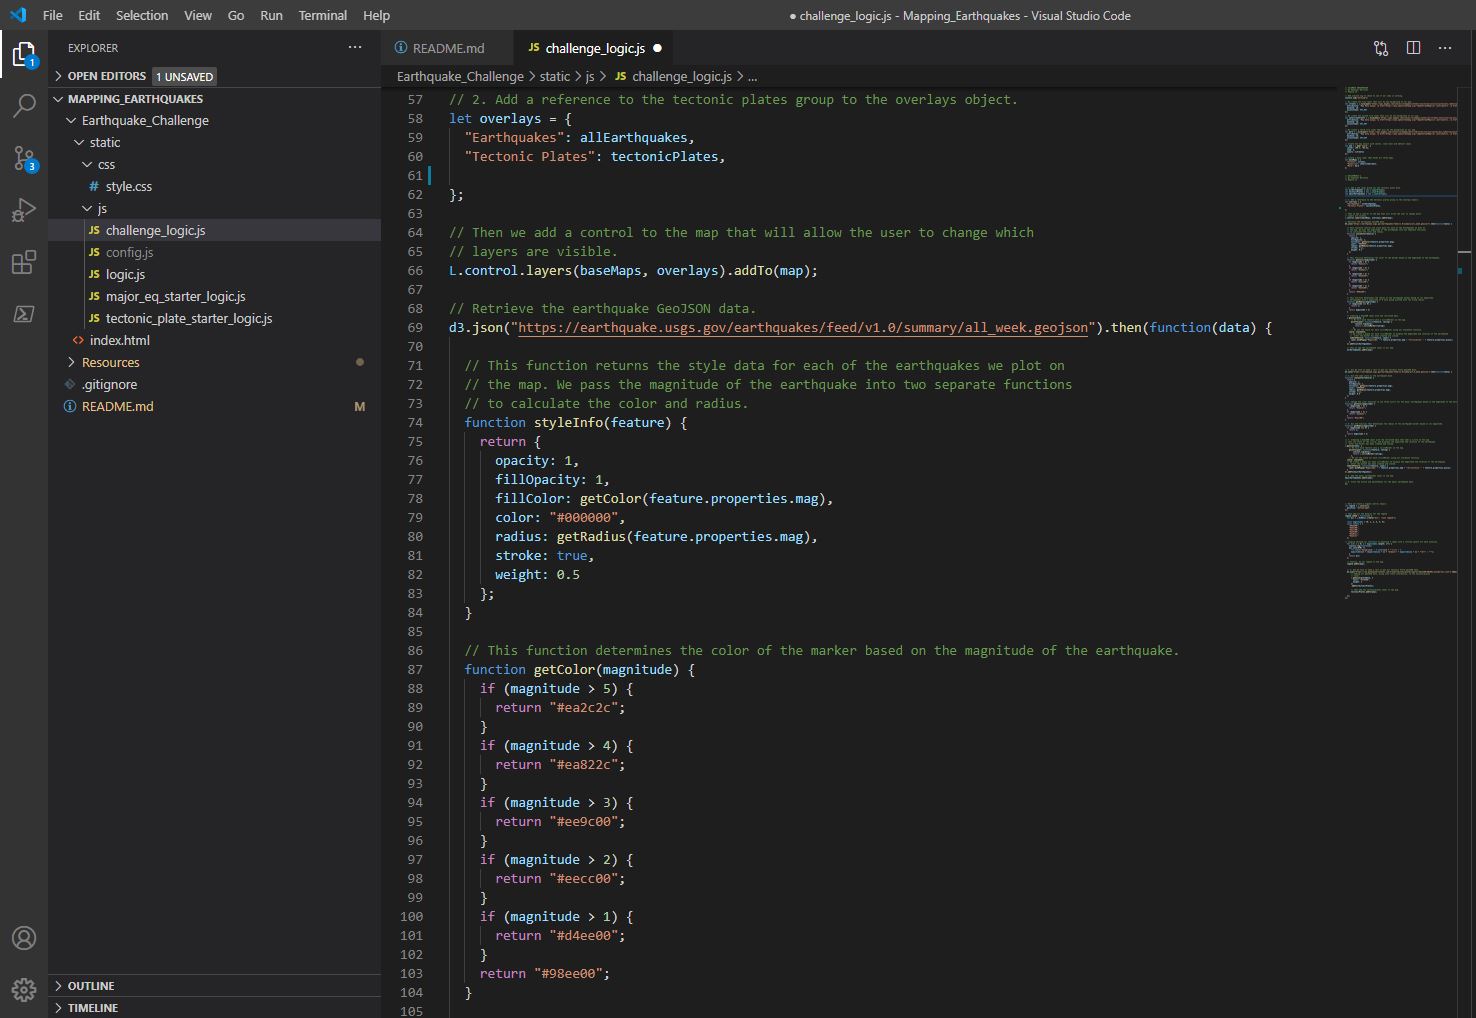 File Edit Selection View Go Run Terminal Help
● challenge_logic.js - Mapping_Earthquakes - Visual Studio Code
EXPLORER
OPEN EDITORS 1 UNSAVED
MAPPING_EARTHQUAKES
Earthquake_Challenge
static
css
# style.css
js
JS challenge_logic.js
JS config.js
JS logic.js
JS major_eq_starter_logic.js
JS tectonic_plate_starter_logic.js
<> index.html
Resources
.gitignore
README.md M
OUTLINE
TIMELINE
1
3
README.md
JS challenge_logic.js ●
Earthquake_Challenge > static > js > JS challenge_logic.js > ...
57 // 2. Add a reference to the tectonic plates group to the overlays object.
58 let overlays = {
59   "Earthquakes": allEarthquakes,
60   "Tectonic Plates": tectonicPlates,
61
62 };
63
64 // Then we add a control to the map that will allow the user to change which
65 // layers are visible.
66 L.control.layers(baseMaps, overlays).addTo(map);
67
68 // Retrieve the earthquake GeoJSON data.
69 d3.json("https://earthquake.usgs.gov/earthquakes/feed/v1.0/summary/all_week.geojson").then(function(data) {
70
71   // This function returns the style data for each of the earthquakes we plot on
72   // the map. We pass the magnitude of the earthquake into two separate functions
73   // to calculate the color and radius.
74   function styleInfo(feature) {
75     return {
76       opacity: 1,
77       fillOpacity: 1,
78       fillColor: getColor(feature.properties.mag),
79       color: "#000000",
80       radius: getRadius(feature.properties.mag),
81       stroke: true,
82       weight: 0.5
83     };
84   }
85
86   // This function determines the color of the marker based on the magnitude of the earthquake.
87   function getColor(magnitude) {
88     if (magnitude > 5) {
89       return "#ea2c2c";
90     }
91     if (magnitude > 4) {
92       return "#ea822c";
93     }
94     if (magnitude > 3) {
95       return "#ee9c00";
96     }
97     if (magnitude > 2) {
98       return "#eecc00";
99     }
100     if (magnitude > 1) {
101       return "#d4ee00";
102     }
103     return "#98ee00";
104   }
105